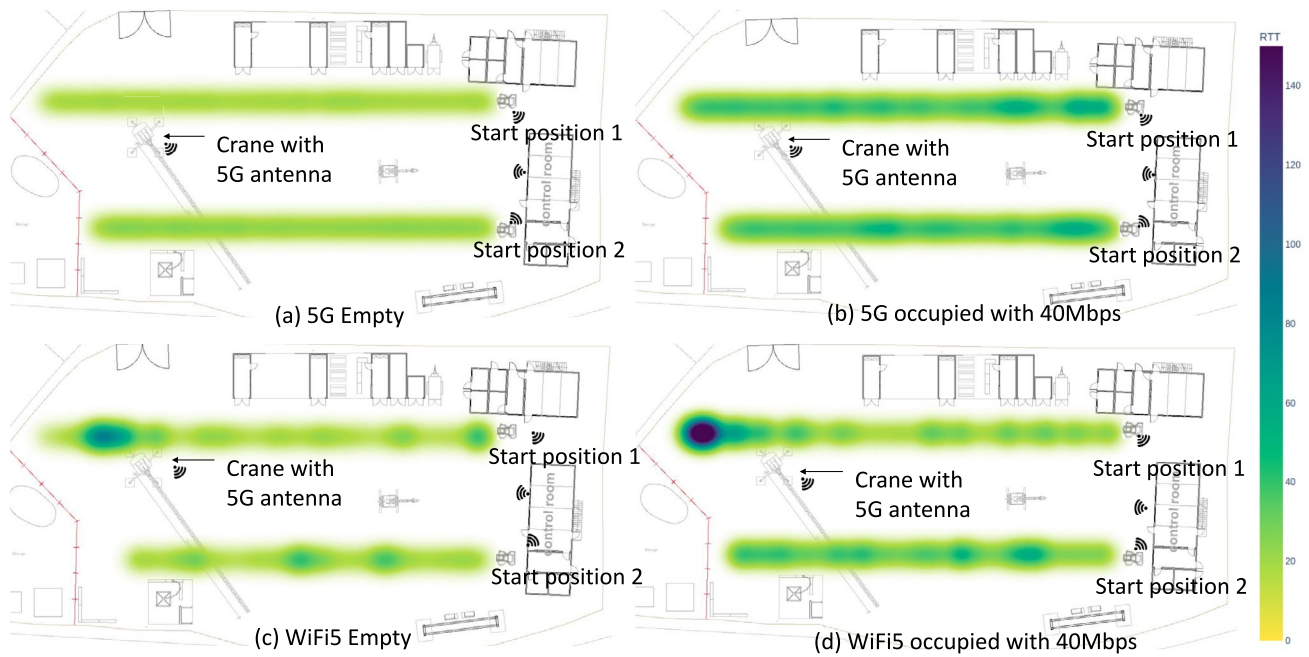 RTT
140
120
100
80
60
40
20
0
Start position 1
Crane with
5G antenna
control room
Start position 2
(a) 5G Empty
Start position 1
Crane with
5G antenna
control room
Start position 2
(b) 5G occupied with 40Mbps
Start position 1
Crane with
5G antenna
control room
Start position 2
(c) WiFi5 Empty
Start position 1
Crane with
5G antenna
control room
Start position 2
(d) WiFi5 occupied with 40Mbps